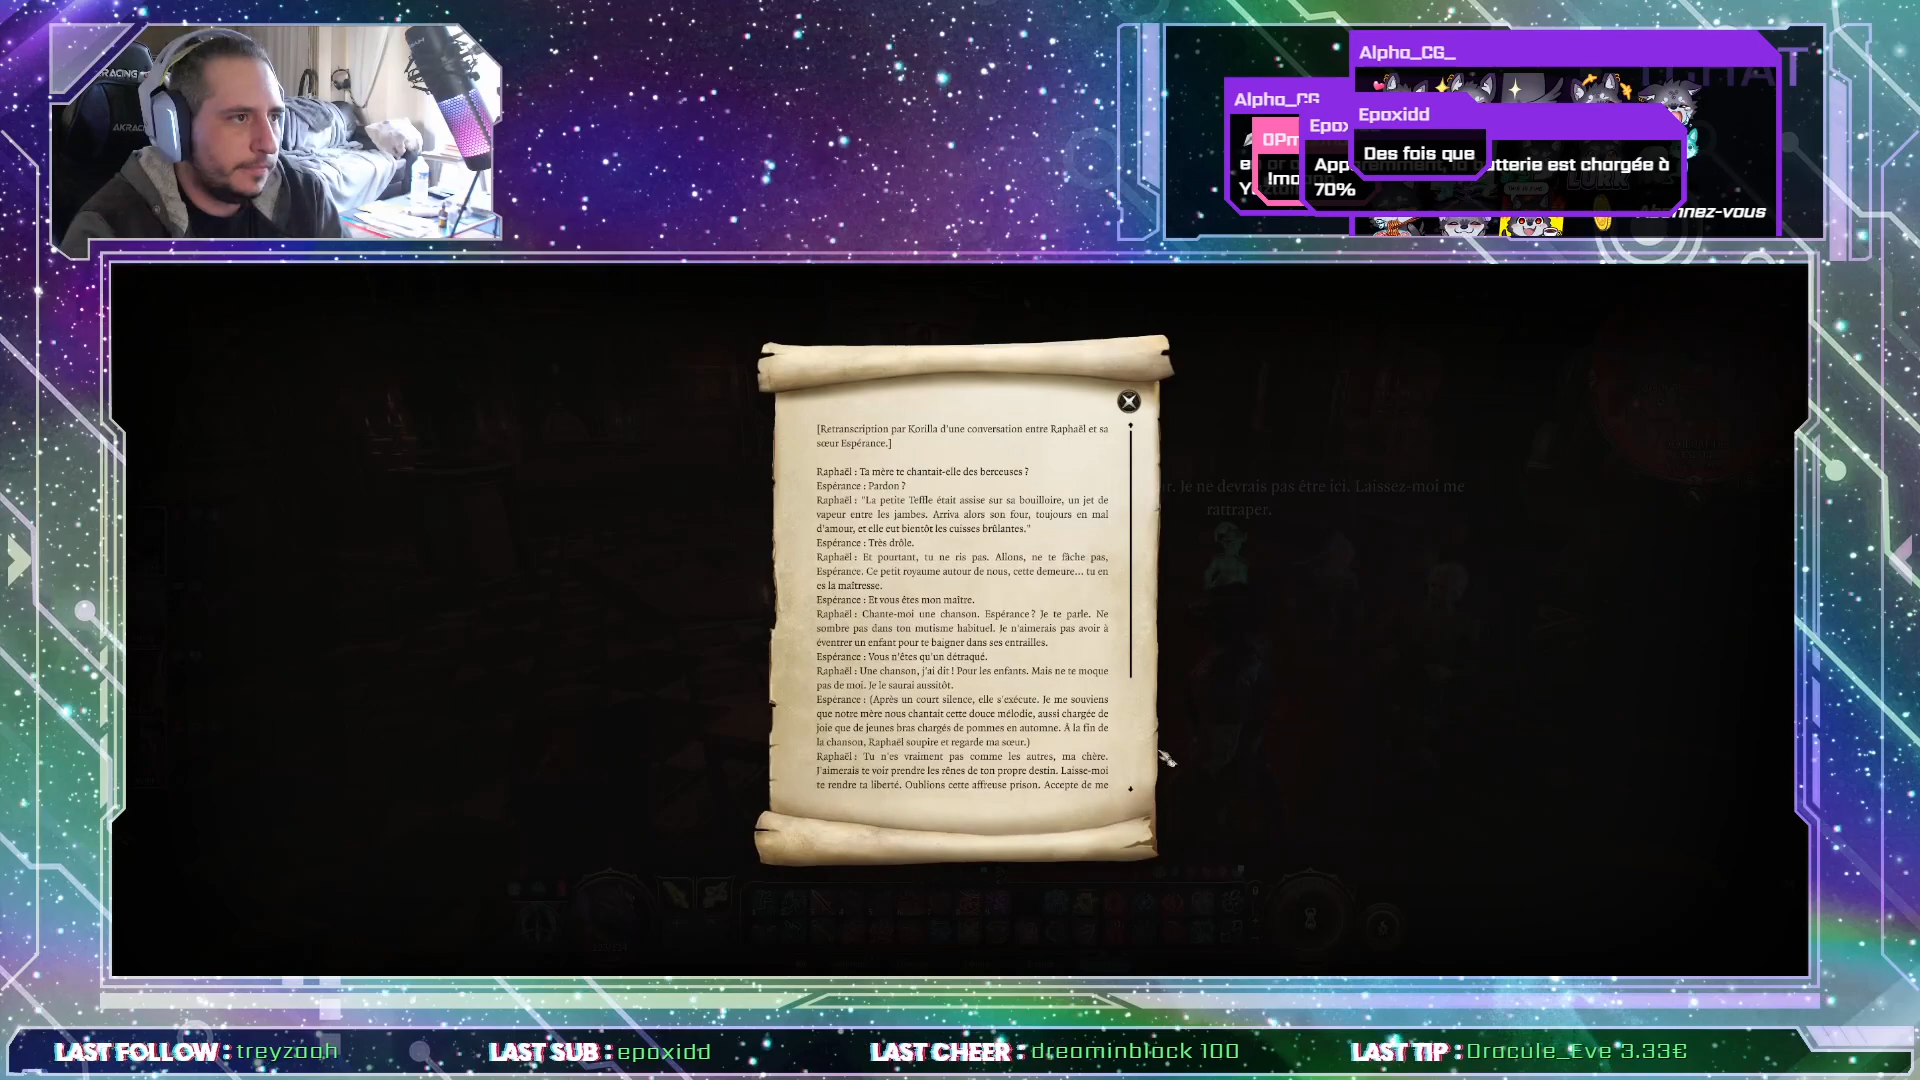 AKRACING
AKRACING
Alpha_CG_
Alpha_CG
Epoxidd
Des fois que
utterie est chargée à
70%
Abonnez-vous
[Retranscription par Korilla d'une conversation entre Raphaël et sa
sœur Espérance.]
Raphaël : Ta mère te chantait-elle des berceuses ?
Espérance : Pardon ?
Raphaël : "La petite Teffle était assise sur sa bouilloire, un jet de
vapeur entre les jambes. Arriva alors son four, toujours en mal
d'amour, et elle eut bientôt les cuisses brûlantes."
Espérance : Très drôle.
Raphaël : Et pourtant, tu ne ris pas. Allons, ne te fâche pas,
Espérance. Ce petit royaume autour de nous, cette demeure... tu en
es la maîtresse.
Espérance : Et vous êtes mon maître.
Raphaël : Chante-moi une chanson. Espérance ? Je te parle. Ne
sombre pas dans ton mutisme habituel. Je n'aimerais pas avoir à
éventrer un enfant pour te baigner dans ses entrailles.
Espérance : Vous n'êtes qu'un détraqué.
Raphaël : Une chanson, j'ai dit ! Pour les enfants. Mais ne te moque
pas de moi. Je le saurai aussitôt.
Espérance : (Après un court silence, elle s'exécute. Je me souviens
que notre mère nous chantait cette douce mélodie, aussi chargée de
joie que de jeunes bras chargés de pommes en automne. À la fin de
la chanson, Raphaël soupire et regarde ma sœur.)
Raphaël : Tu n'es vraiment pas comme les autres, ma chère.
J'aimerais te voir prendre les rênes de ton propre destin. Laisse-moi
te rendre ta liberté. Oublions cette affreuse prison. Accepte de me
Je ne devrais pas être ici. Laissez-moi me
rattraper.
LAST FOLLOW : treyzaah
LAST SUB : epoxidd
LAST CHEER : dreaminblack 100
LAST TIP : Dracule_Eve 3.33€